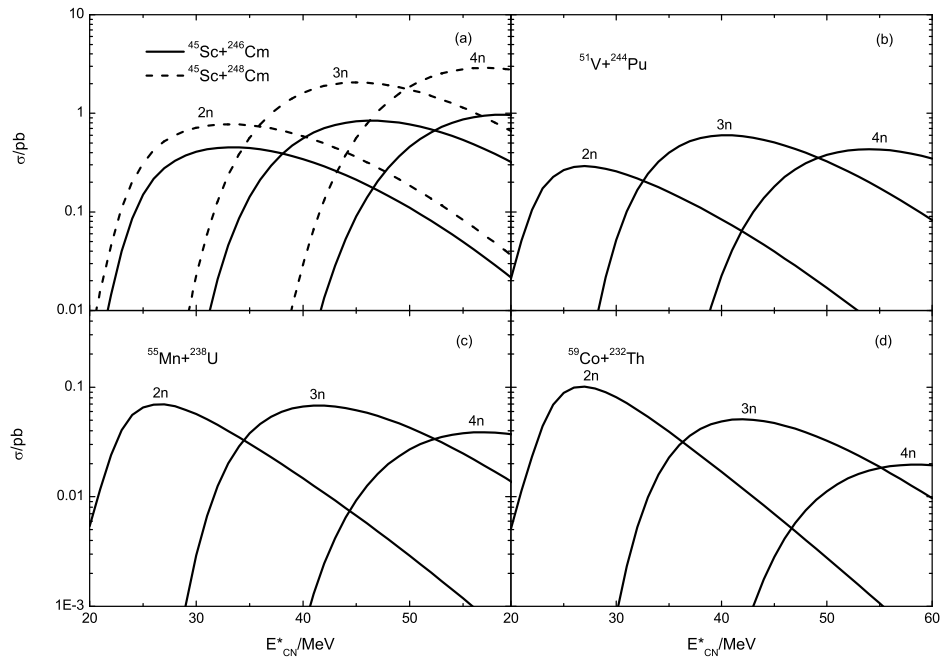 10
1
0.1
0.01
σ/pb
(a)
⁴⁵Sc+²⁴⁶Cm
⁴⁵Sc+²⁴⁸Cm
2n
3n
4n
(b)
⁵¹V+²⁴⁴Pu
2n
3n
4n
0.1
0.01
1E-3
σ/pb
(c)
⁵⁵Mn+²³⁸U
2n
3n
4n
(d)
⁵⁹Co+²³²Th
2n
3n
4n
20 30 40 50
30 40 50 60
E*CN/MeV
E*CN/MeV